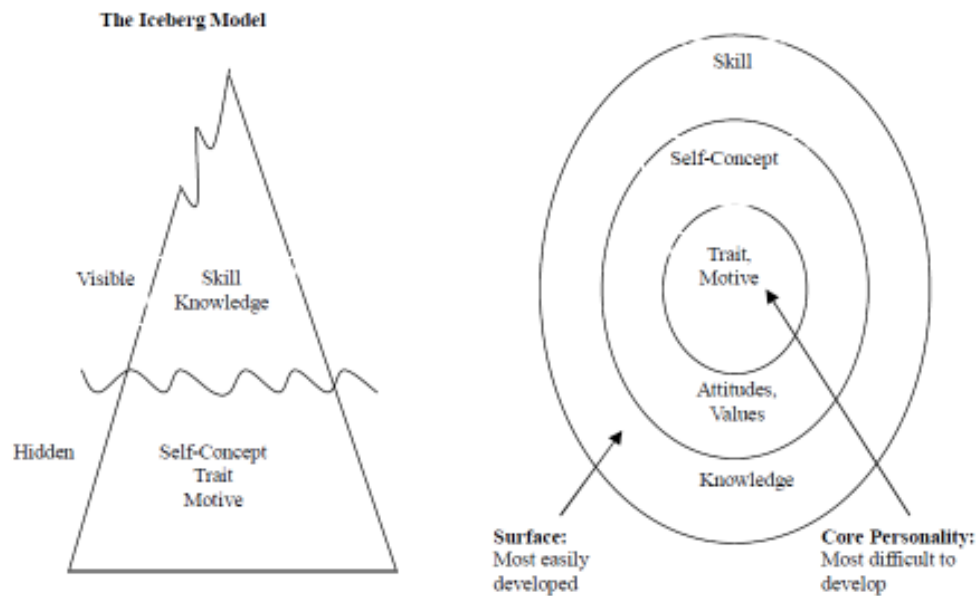 The Iceberg Model
Visible
Skill
Knowledge
Hidden
Self-Concept
Trait
Motive
Skill
Self-Concept
Trait,
Motive
Attitudes,
Values
Knowledge
Surface:
Most easily
developed
Core Personality:
Most difficult to
develop